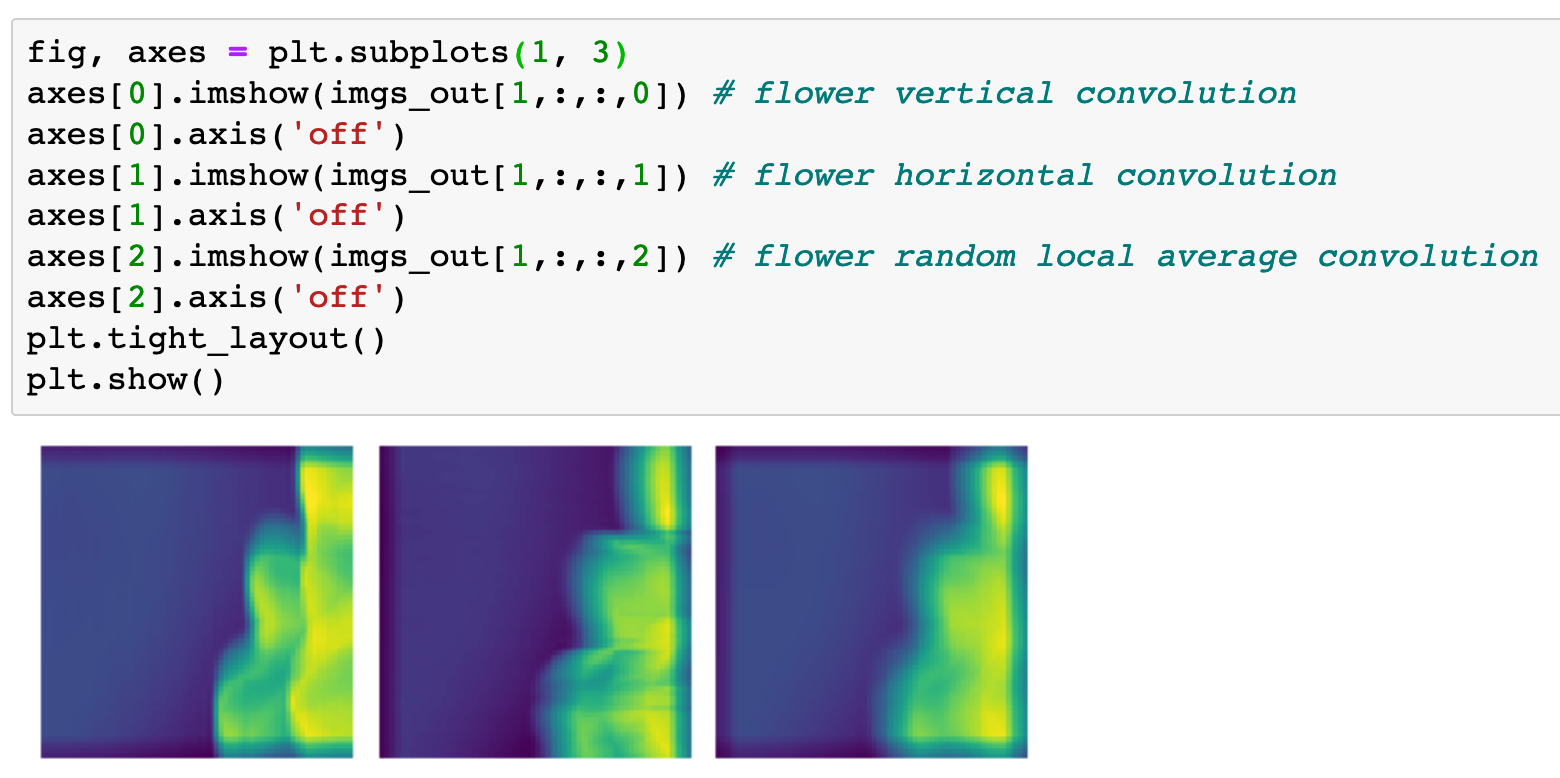 fig, axes = plt.subplots(1, 3)
axes[0].imshow(imgs_out[1,:,:,0]) # flower vertical convolution
axes[0].axis('off')
axes[1].imshow(imgs_out[1,:,:,1]) # flower horizontal convolution
axes[1].axis('off')
axes[2].imshow(imgs_out[1,:,:,2]) # flower random local average convolution
axes[2].axis('off')
plt.tight_layout()
plt.show()